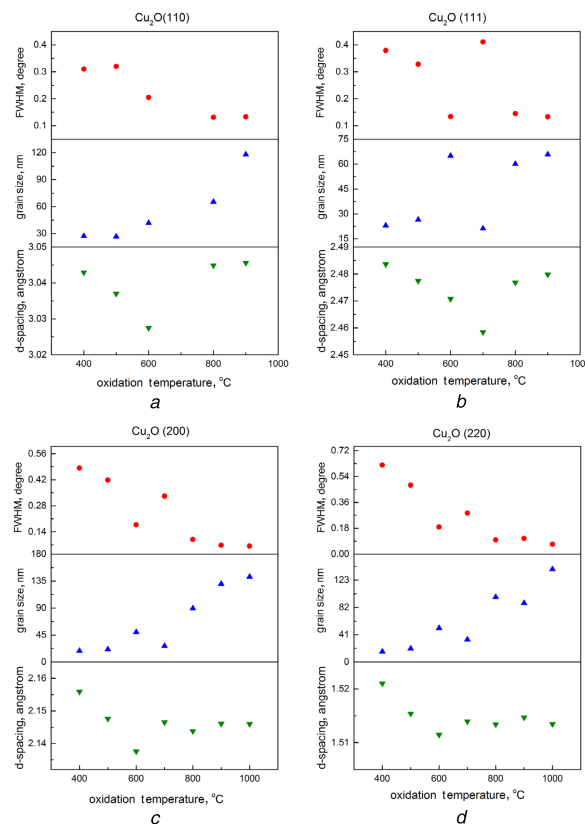 Cu₂O(110)
FWHM, degree
0.4
0.3
0.2
0.1
grain size, nm
120
90
60
30
d-spacing, angstrom
3.05
3.04
3.03
3.02
400 600 800 1000
oxidation temperature, °C
a
Cu₂O (111)
FWHM, degree
0.4
0.3
0.2
0.1
grain size, nm
75
60
45
30
15
d-spacing, angstrom
2.49
2.48
2.47
2.46
2.45
400 600 800 100
oxidation temperature, °C
b
Cu₂O (200)
FWHM, degree
0.56
0.42
0.28
0.14
grain size, nm
180
135
90
45
0
d-spacing, angstrom
2.16
2.15
2.14
400 600 800 1000
oxidation temperature, °C
c
Cu₂O (220)
FWHM, degree
0.72
0.54
0.36
0.18
0.00
grain size, nm
123
82
41
d-spacing, angstrom
1.52
1.51
400 600 800 1000
oxidation temperature, °C
d